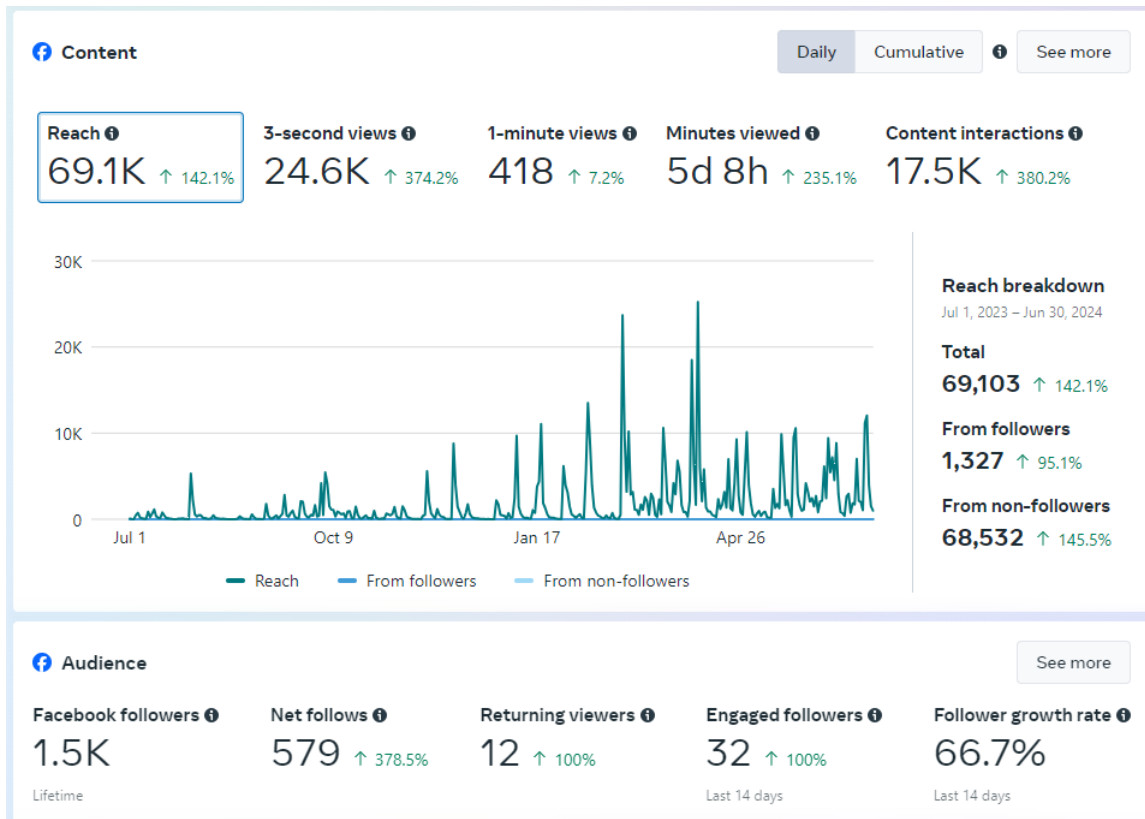 Content
Daily Cumulative See more
Reach 3-second views 1-minute views Minutes viewed Content interactions
69.1K ↑ 142.1% 24.6K ↑ 374.2% 418 ↑ 7.2% 5d 8h ↑ 235.1% 17.5K ↑ 380.2%
30K
20K
10K
0
Jul 1 Oct 9 Jan 17 Apr 26
Reach From followers From non-followers
Reach breakdown
Jul 1, 2023 – Jun 30, 2024
Total
69,103 ↑ 142.1%
From followers
1,327 ↑ 95.1%
From non-followers
68,532 ↑ 145.5%
Audience See more
Facebook followers Net follows Returning viewers Engaged followers Follower growth rate
1.5K 579 ↑ 378.5% 12 ↑ 100% 32 ↑ 100% 66.7%
Lifetime Last 14 days Last 14 days